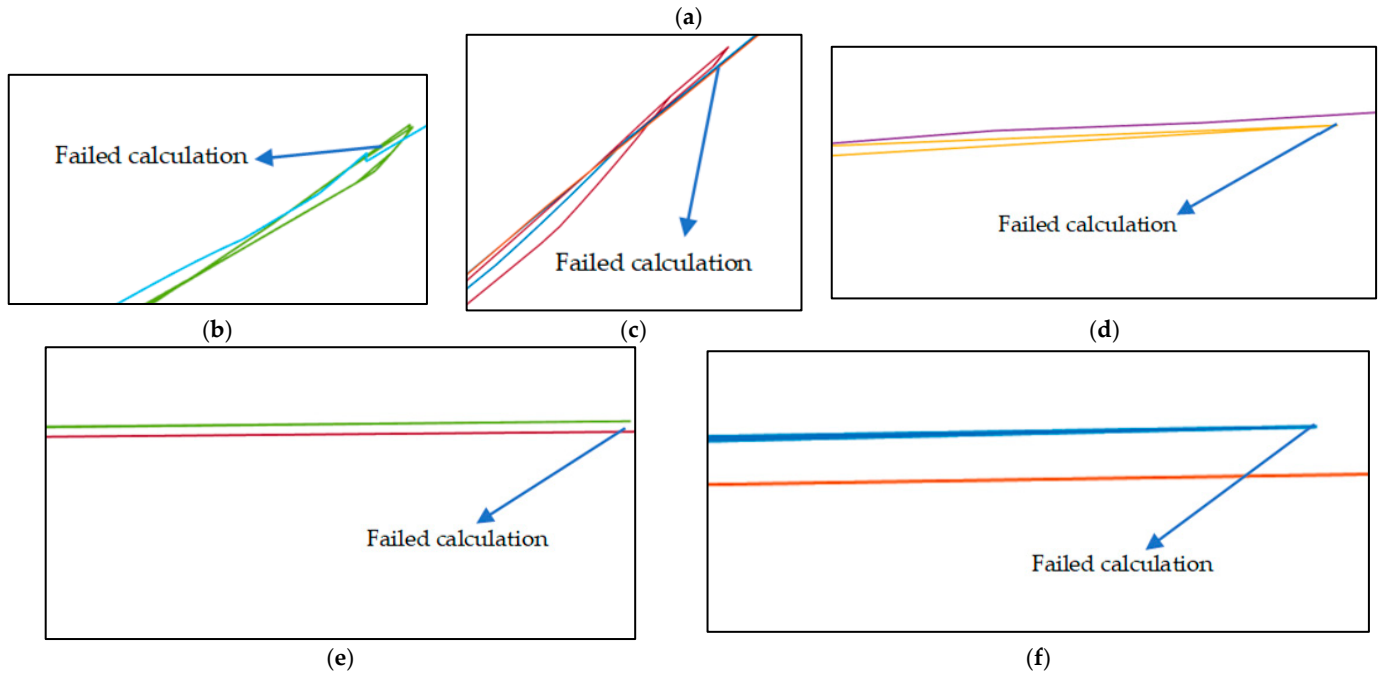 (a)
Failed calculation
Failed calculation
Failed calculation
(b)
(c)
(d)
Failed calculation
Failed calculation
(e)
(f)